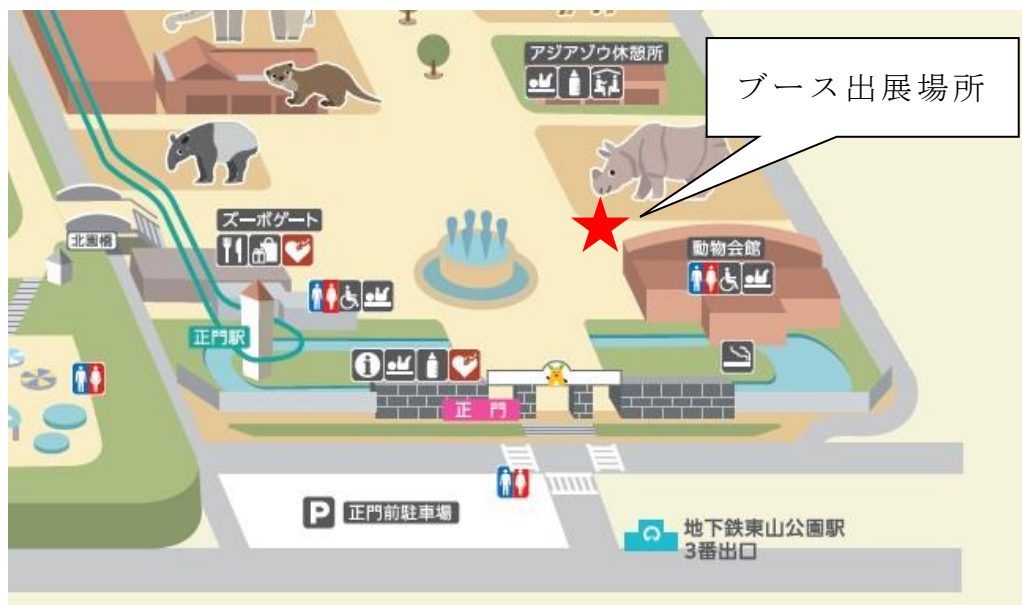 アジアゾウ休憩所
ブース出展場所
ズーボゲート
北園橋
動物会館
正門駅
正門
P 正門前駐車場
地下鉄東山公園駅
3番出口